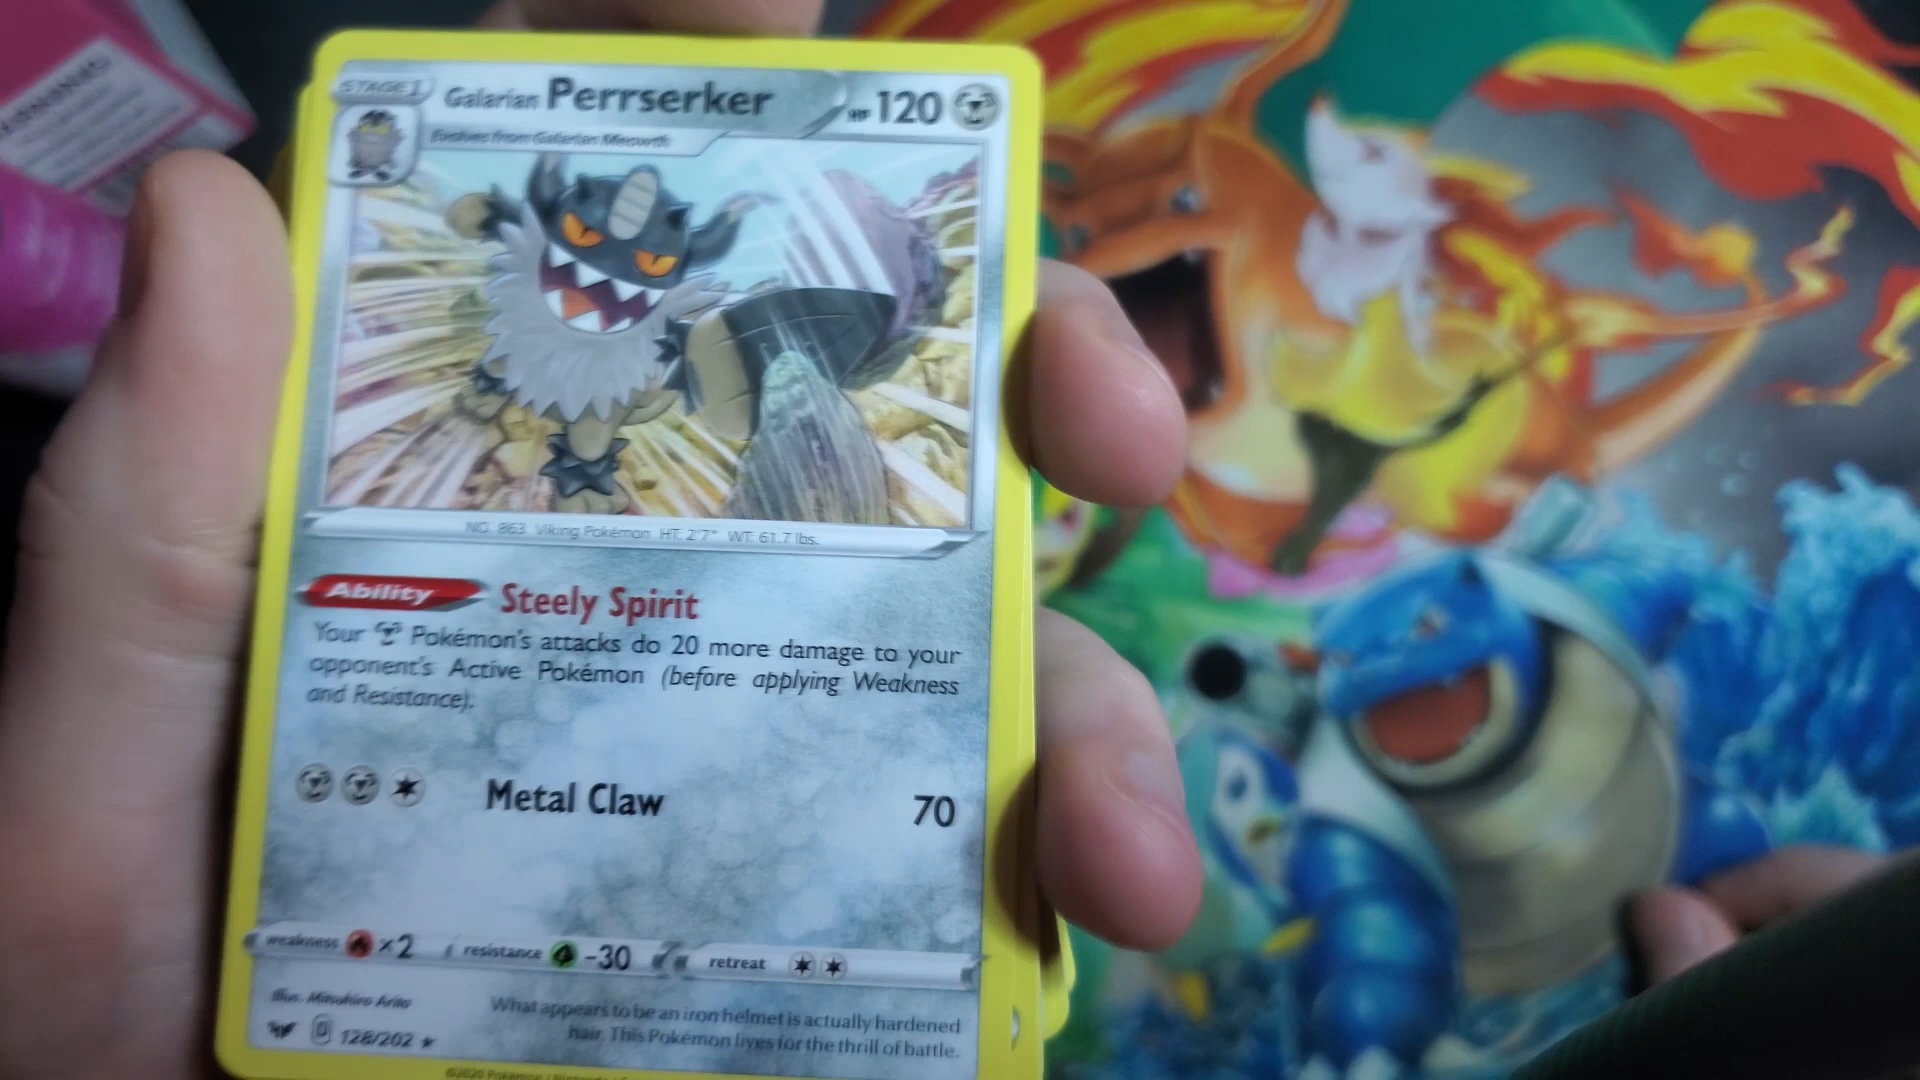 WARNING
STAGE 1
Galarian Perrserker HP 120
Evolves from Galarian Meowth
NO. 863 Viking Pokémon HT: 2'7" WT: 61.7 lbs.
Ability Steely Spirit
Your Pokémon's attacks do 20 more damage to your
opponent's Active Pokémon (before applying Weakness
and Resistance).
Metal Claw 70
weakness ×2 resistance -30 retreat
Illus. Mitsuhiro Arita
What appears to be an iron helmet is actually hardened
hair. This Pokémon lives for the thrill of battle.
D 128/202 ★
©2020 Pokémon / Nintendo